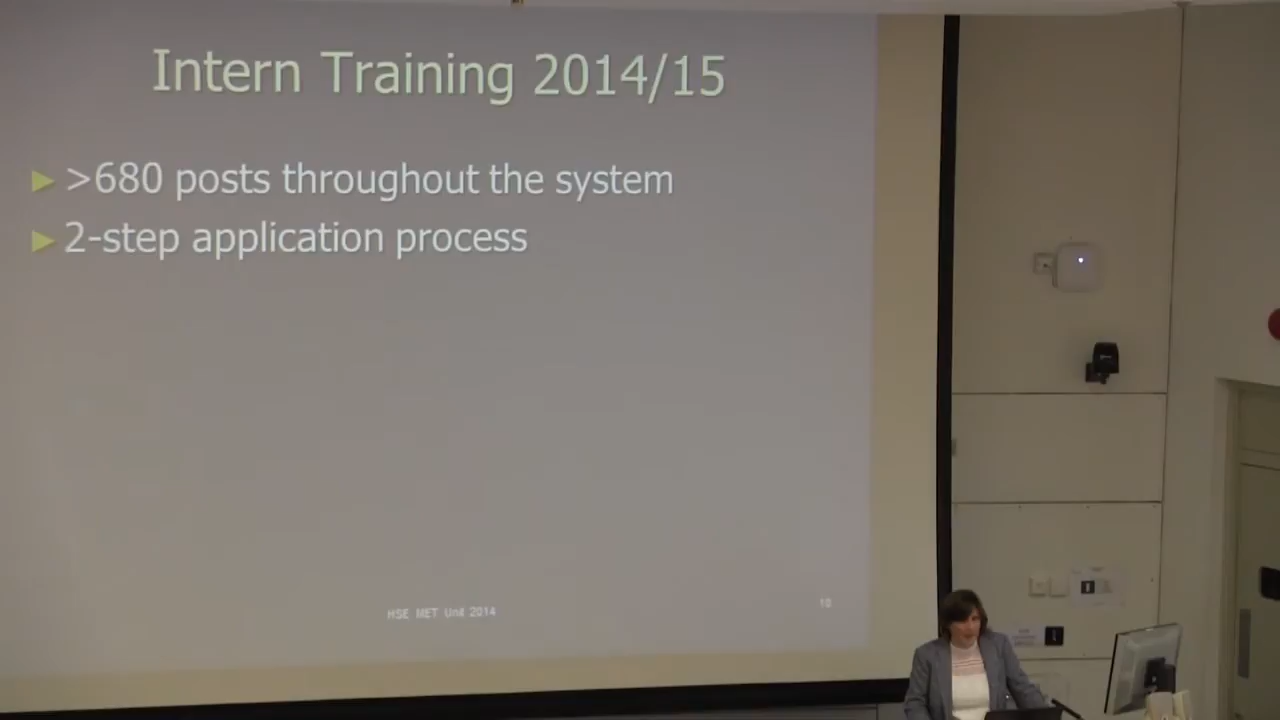 Intern Training 2014/15
>680 posts throughout the system
2-step application process
HSE MET Unit 2014
10